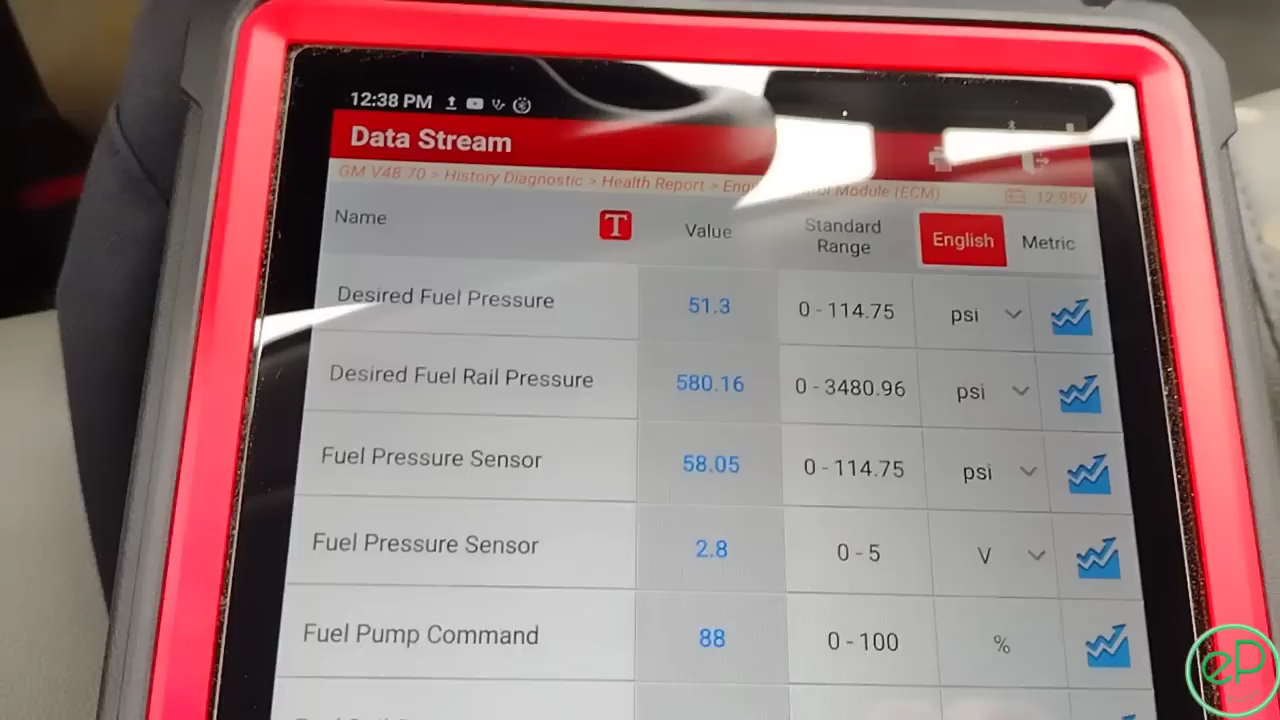 12:38 PM
Data Stream
GM V48.70 > History Diagnostic > Health Report > Module (ECM) 12.95V
Name T Value Standard Range English Metric
Desired Fuel Pressure 51.3 0 - 114.75 psi
Desired Fuel Rail Pressure 580.16 0 - 3480.96 psi
Fuel Pressure Sensor 58.05 0 - 114.75 psi
Fuel Pressure Sensor 2.8 0 - 5 V
Fuel Pump Command 88 0 - 100 %
eP